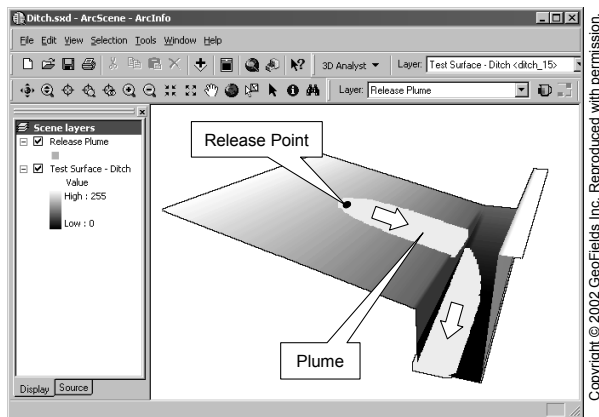 Ditch.sxd - ArcScene - ArcInfo
File Edit View Selection Tools Window Help
3D Analyst Layer: Test Surface - Ditch <ditch_15>
Layer: Release Plume
Scene layers
Release Plume
Test Surface - Ditch
Value
High : 255
Low : 0
Release Point
Plume
Display Source
Copyright © 2002 GeoFields Inc. Reproduced with permission.